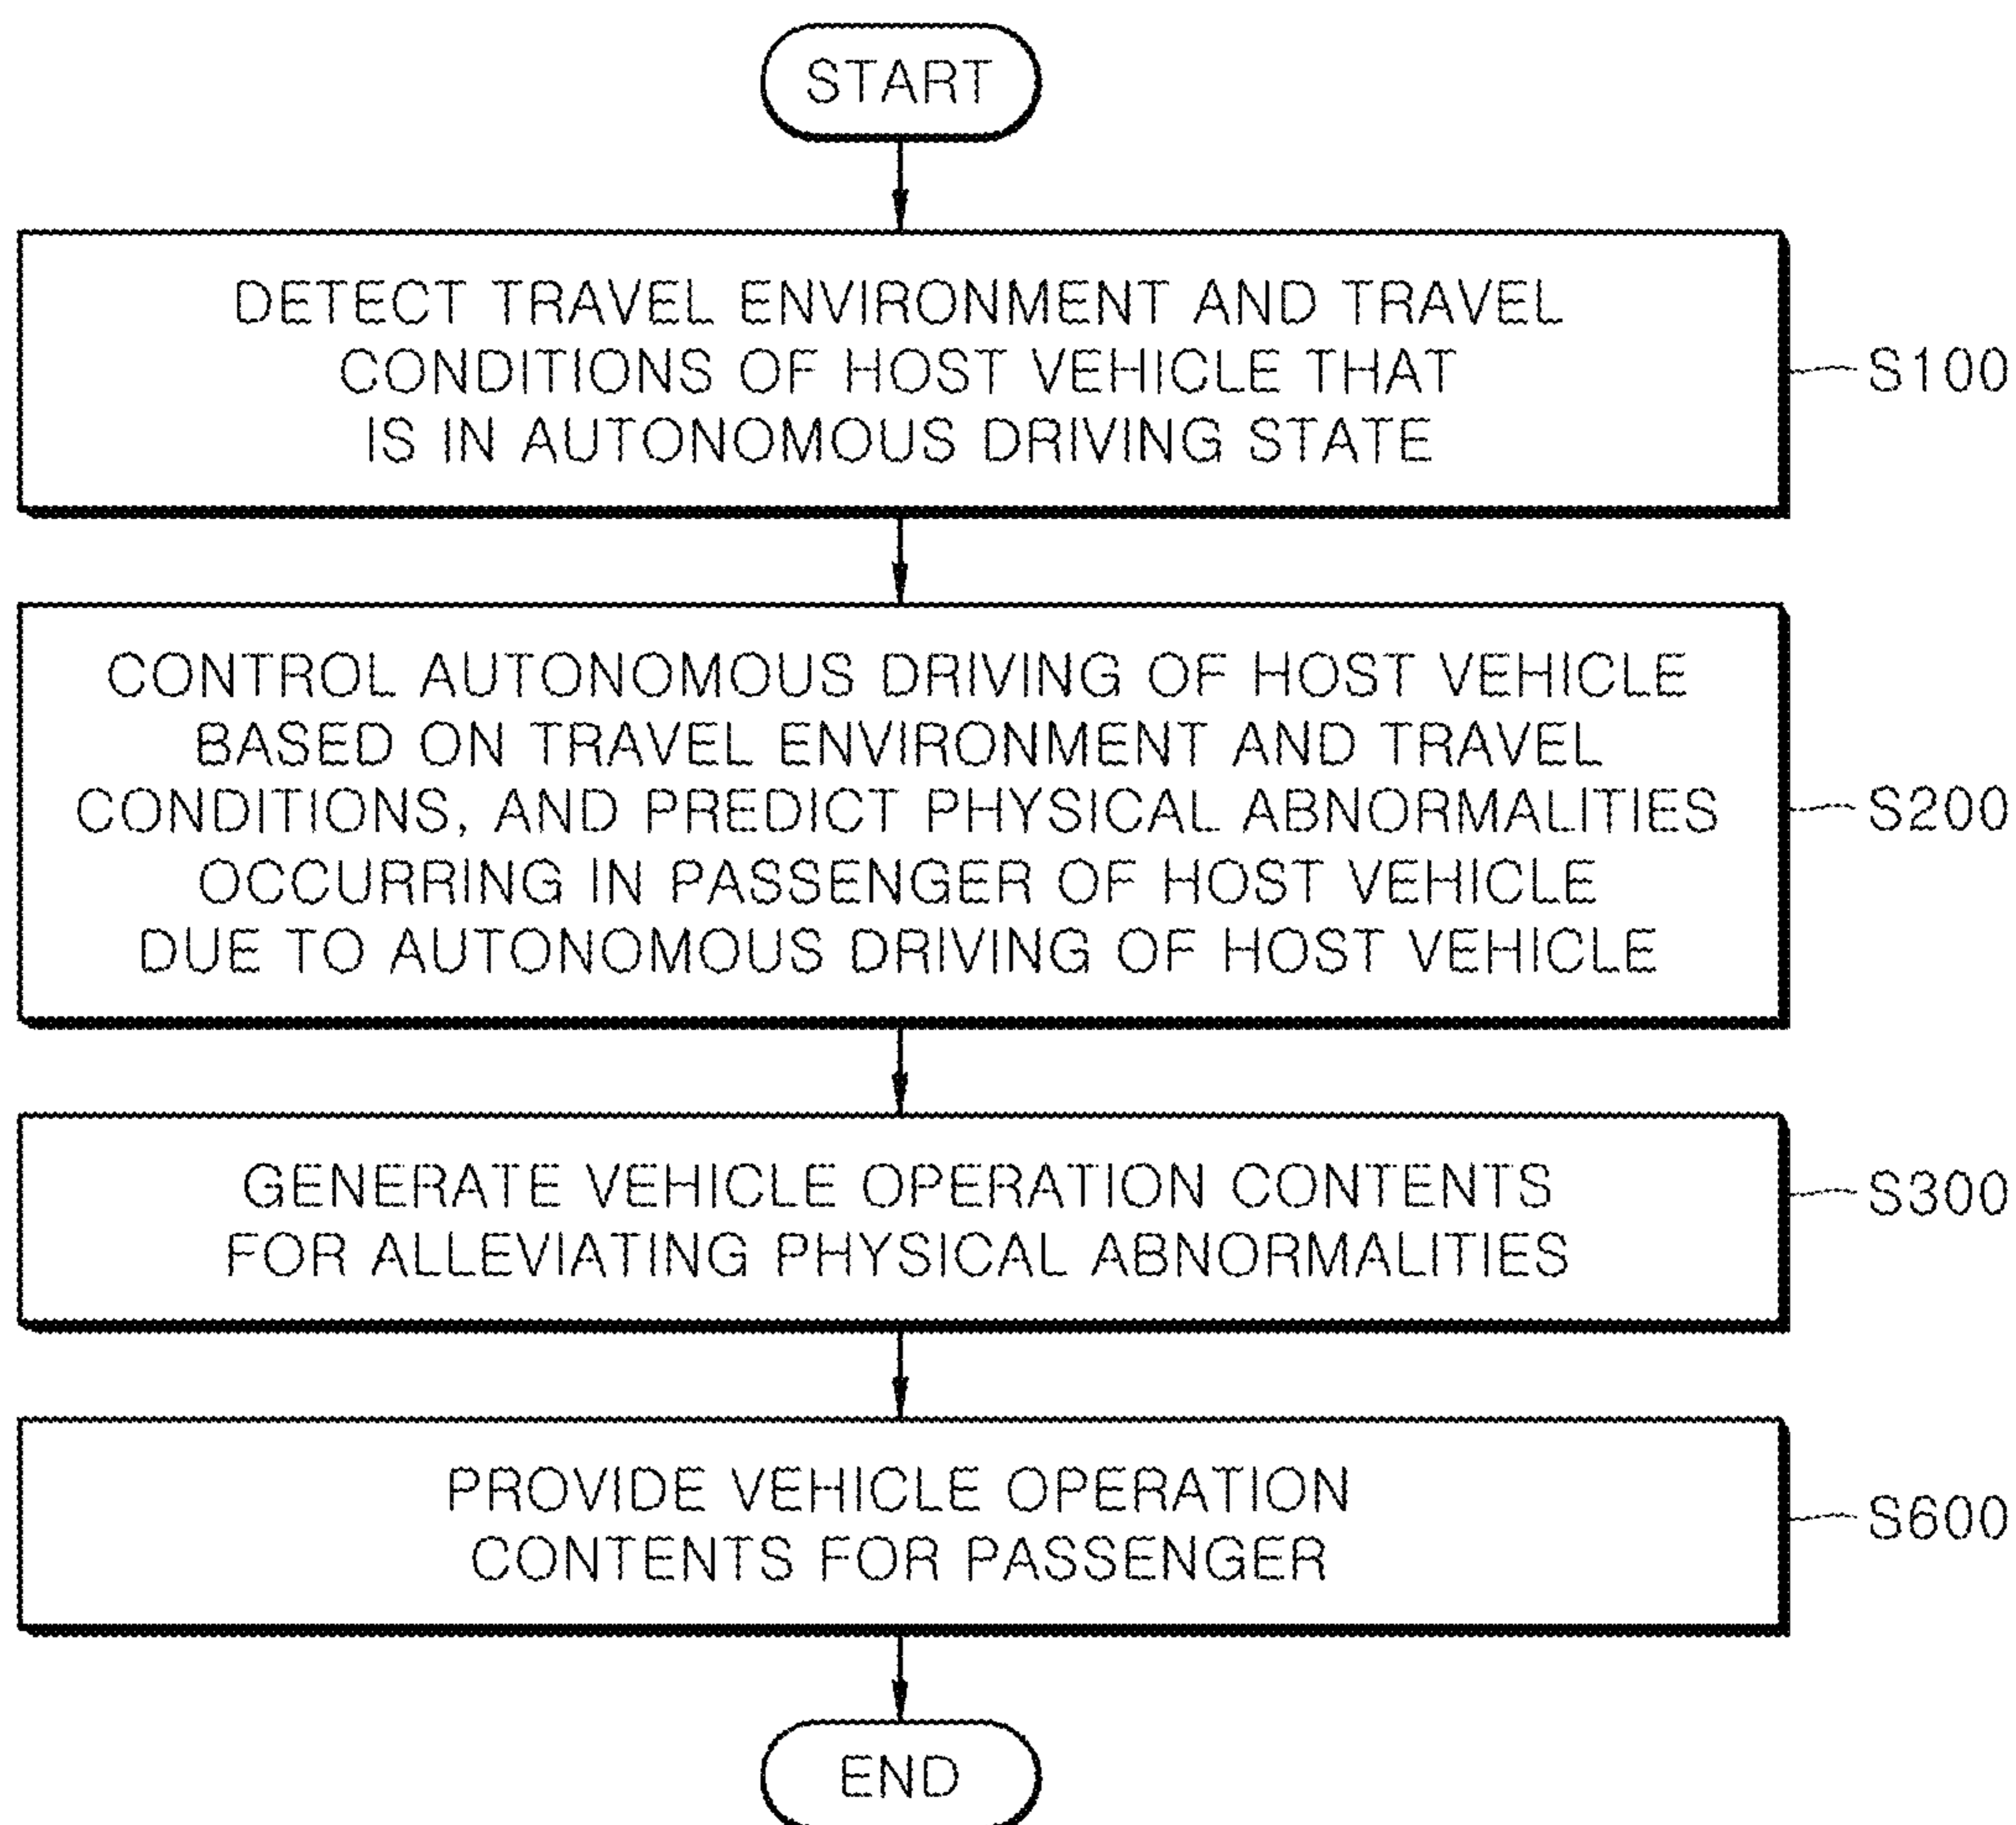 START
DETECT TRAVEL ENVIRONMENT AND TRAVEL
CONDITIONS OF HOST VEHICLE THAT
IS IN AUTONOMOUS DRIVING STATE
S100
CONTROL AUTONOMOUS DRIVING OF HOST VEHICLE
BASED ON TRAVEL ENVIRONMENT AND TRAVEL
CONDITIONS, AND PREDICT PHYSICAL ABNORMALITIES
OCCURRING IN PASSENGER OF HOST VEHICLE
DUE TO AUTONOMOUS DRIVING OF HOST VEHICLE
S200
GENERATE VEHICLE OPERATION CONTENTS
FOR ALLEVIATING PHYSICAL ABNORMALITIES
S300
PROVIDE VEHICLE OPERATION
CONTENTS FOR PASSENGER
S600
END